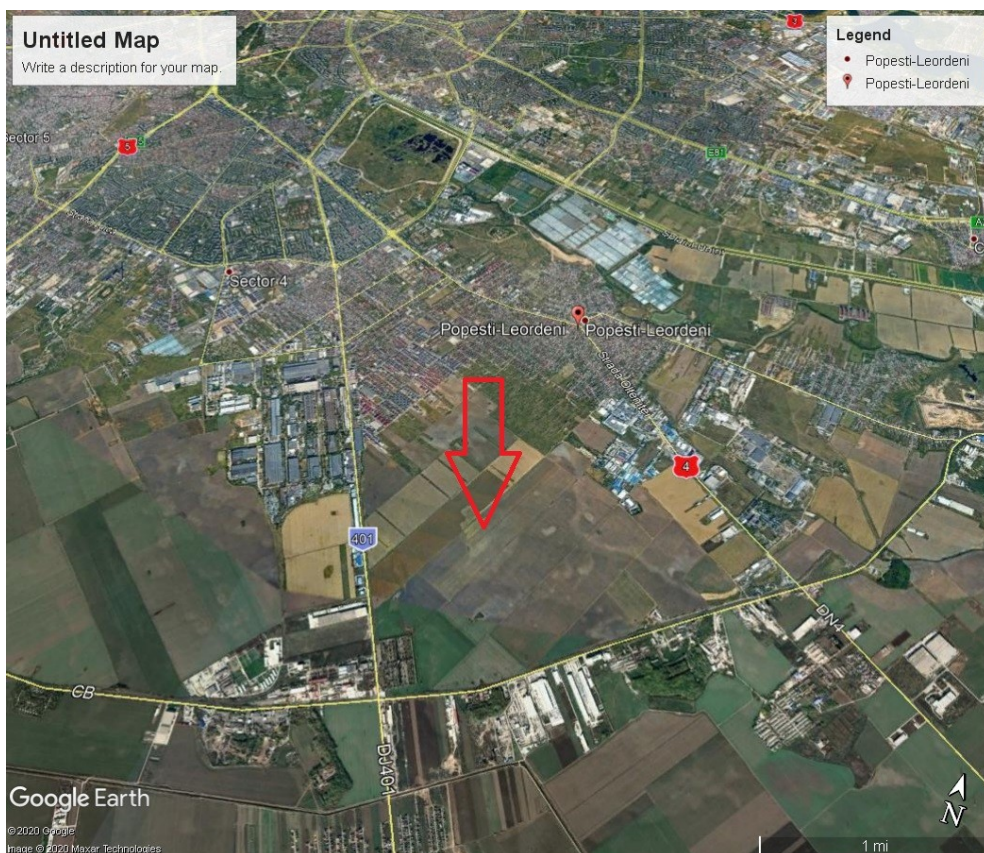 Untitled Map
Write a description for your map.
Legend
Popesti-Leordeni
Popesti-Leordeni
Sector 5
5
Sector 4
Popesti-Leordeni
Popesti-Leordeni
4
401
CB
DN4
DJ401
Google Earth
© 2020 Google
Image © 2020 Maxar Technologies
N
1 mi